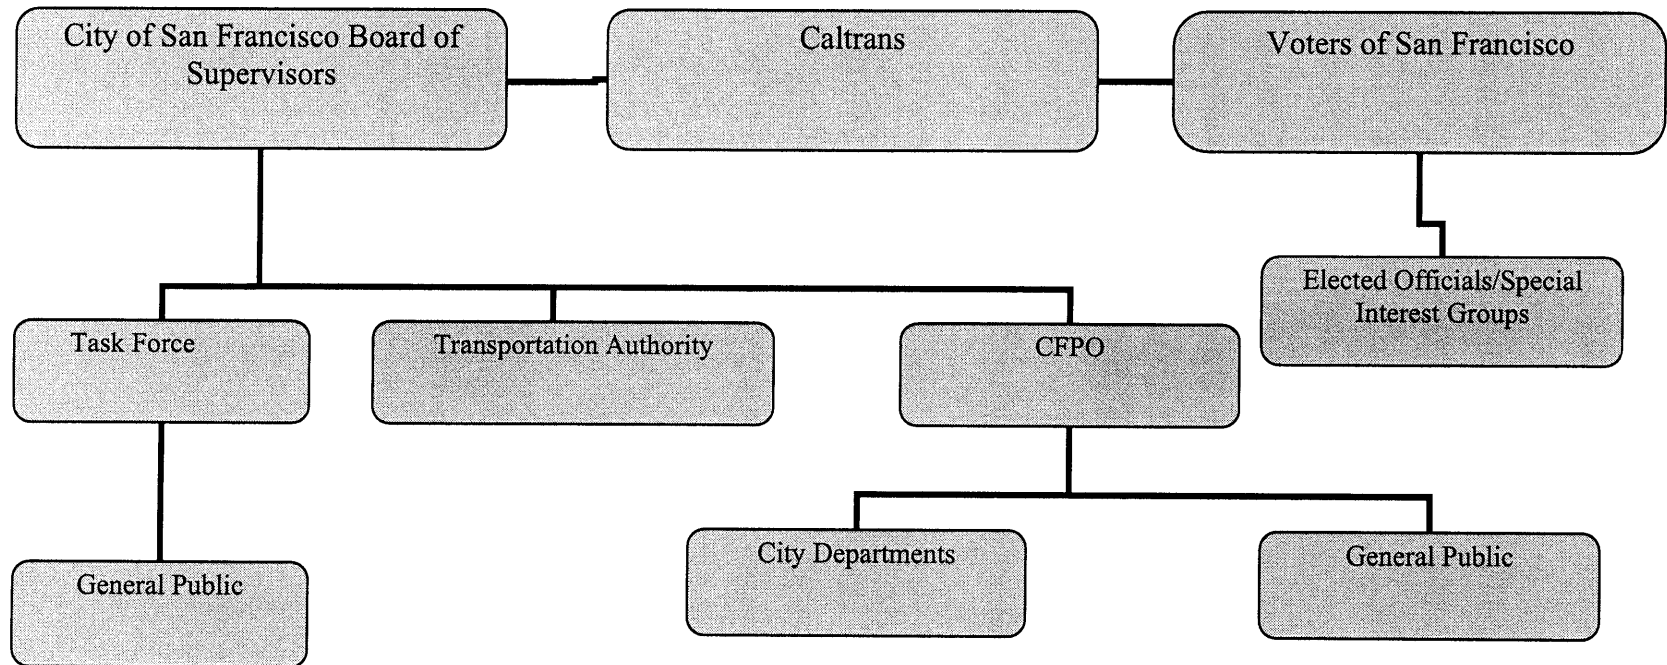 City of San Francisco Board of
Supervisors
Caltrans
Voters of San Francisco
Elected Officials/Special
Interest Groups
Task Force
Transportation Authority
CFPO
City Departments
General Public
General Public